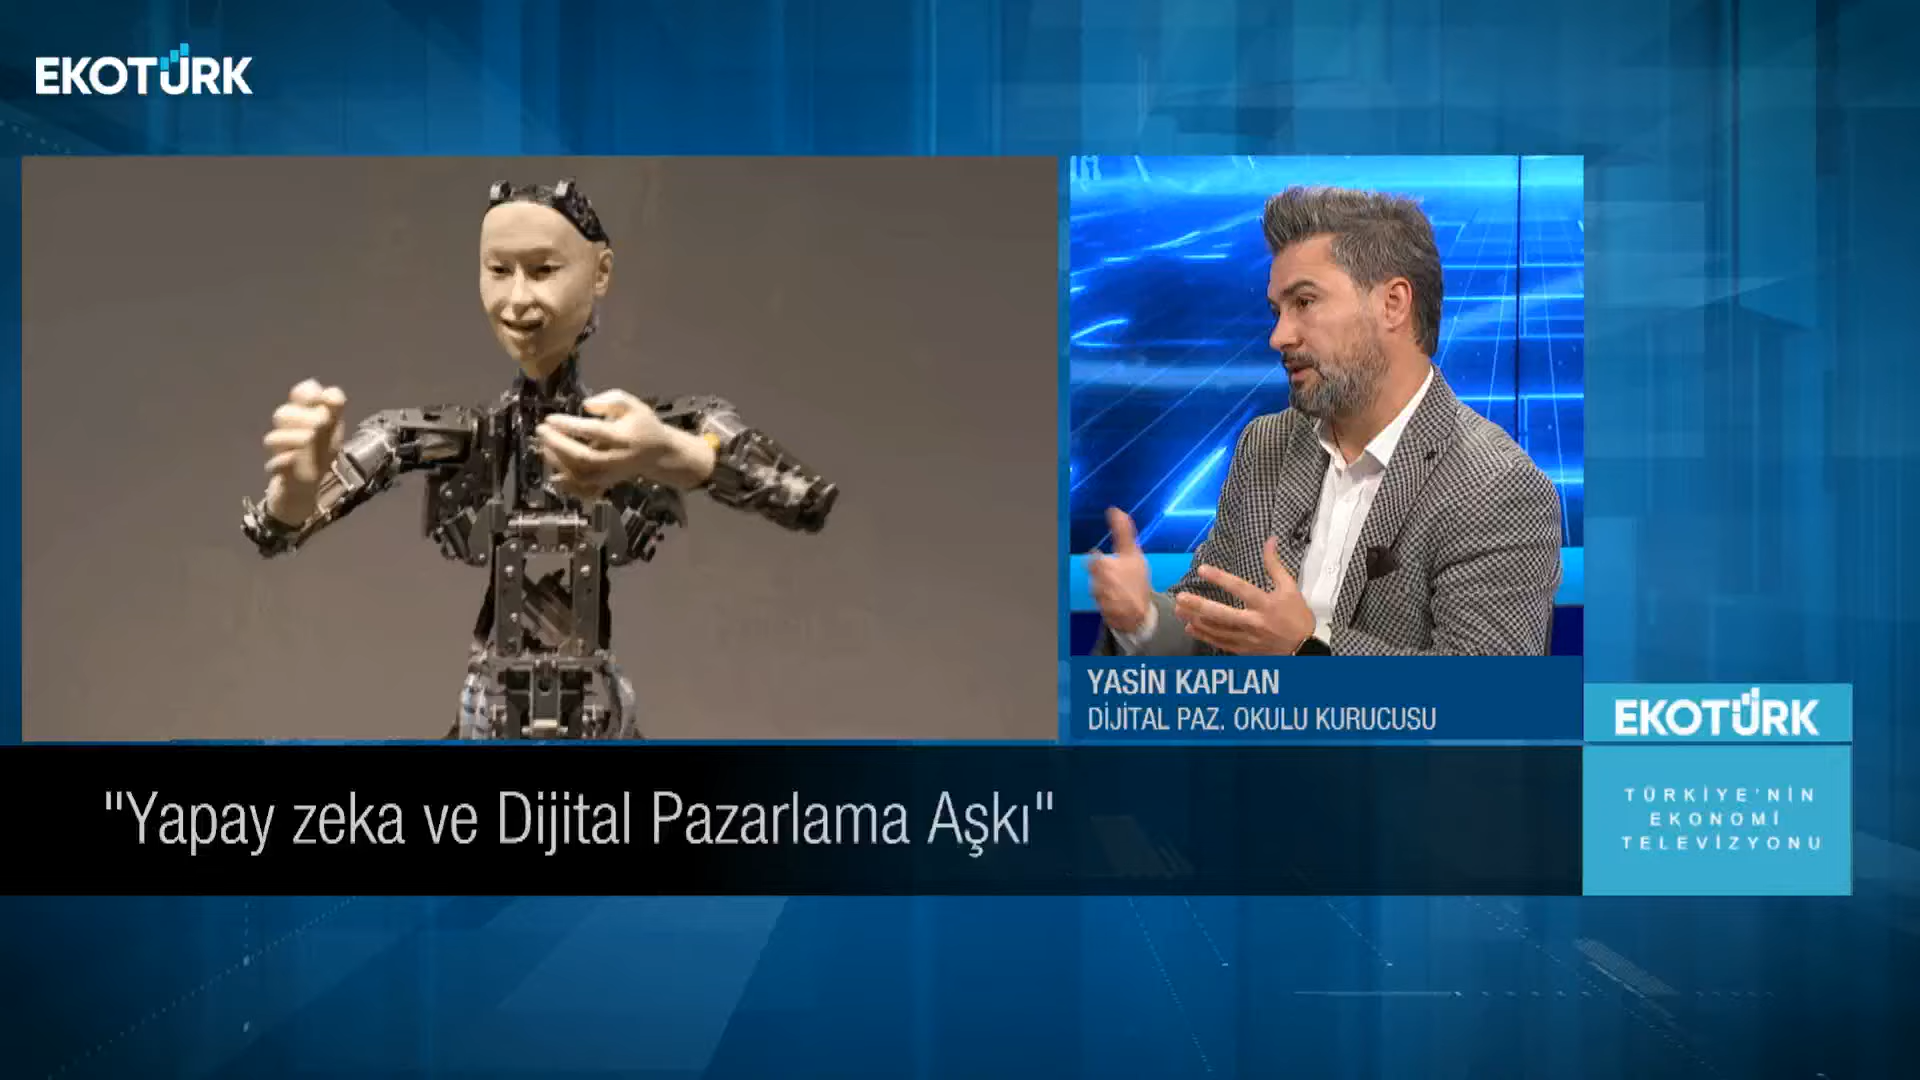 EKOTÜRK
YASİN KAPLAN
DİJİTAL PAZ. OKULU KURUCUSU
EKOTÜRK
"Yapay zeka ve Dijital Pazarlama Aşkı"
TÜRKİYE'NİN
EKONOMİ
TELEVİZYONU